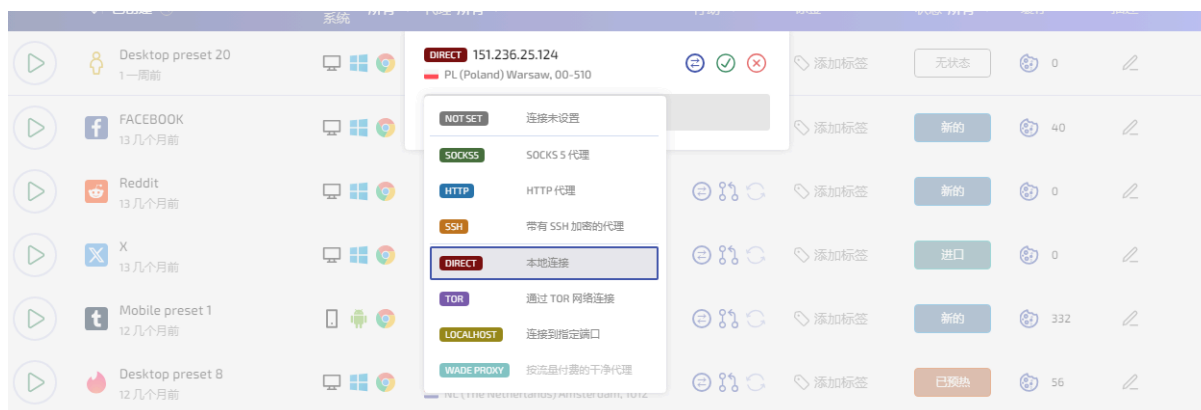 系统
Desktop preset 20
1一周前
DIRECT 151.236.25.124
PL (Poland) Warsaw, 00-510
添加标签
无状态
0
FACEBOOK
13 几个月前
NOT SET 连接未设置
添加标签
新的
40
SOCKS5 SOCKS 5 代理
Reddit
13 几个月前
HTTP HTTP 代理
添加标签
新的
0
SSH 带有 SSH 加密的代理
X
13 几个月前
DIRECT 本地连接
添加标签
进口
0
TOR 通过 TOR 网络连接
Mobile preset 1
12 几个月前
LOCALHOST 连接到指定端口
添加标签
新的
332
WADE PROXY 按流量付费的干净代理
Desktop preset 8
12 几个月前
NL (The Netherlands) Amsterdam, 1012
添加标签
已预热
56